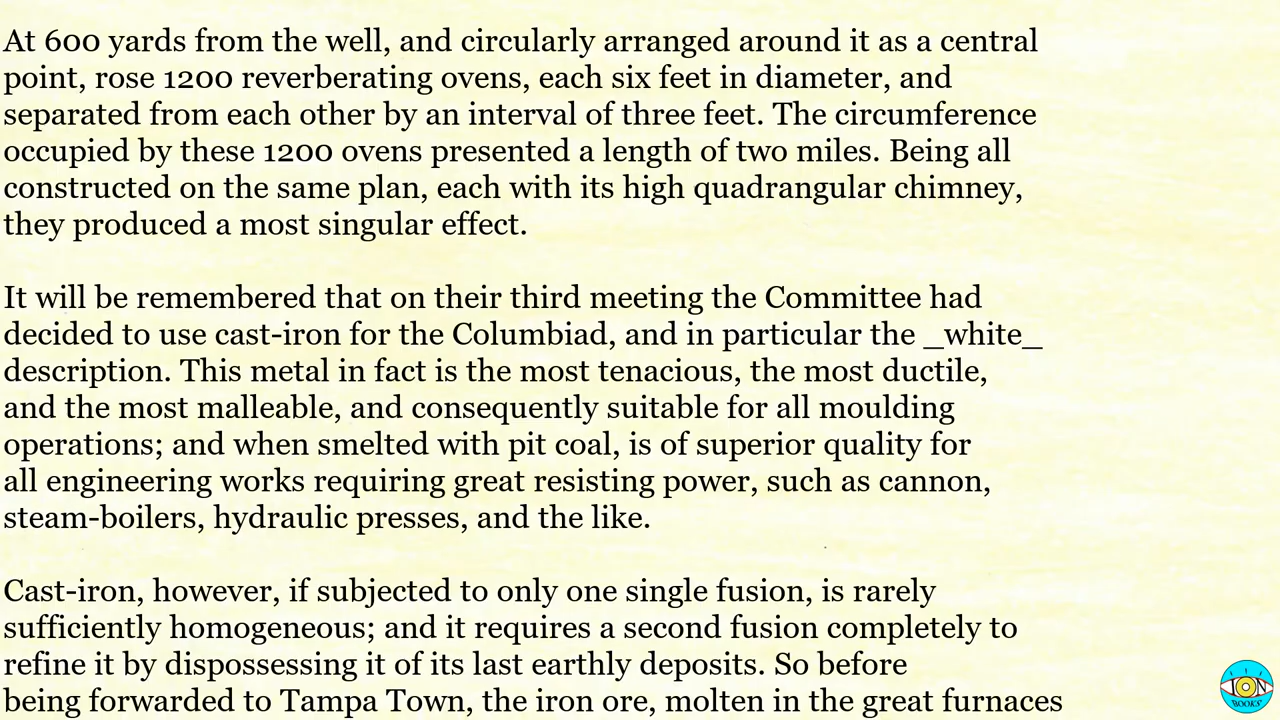 At 600 yards from the well, and circularly arranged around it as a central
point, rose 1200 reverberating ovens, each six feet in diameter, and
separated from each other by an interval of three feet. The circumference
occupied by these 1200 ovens presented a length of two miles. Being all
constructed on the same plan, each with its high quadrangular chimney,
they produced a most singular effect.

It will be remembered that on their third meeting the Committee had
decided to use cast-iron for the Columbiad, and in particular the _white_
description. This metal in fact is the most tenacious, the most ductile,
and the most malleable, and consequently suitable for all moulding
operations; and when smelted with pit coal, is of superior quality for
all engineering works requiring great resisting power, such as cannon,
steam-boilers, hydraulic presses, and the like.

Cast-iron, however, if subjected to only one single fusion, is rarely
sufficiently homogeneous; and it requires a second fusion completely to
refine it by dispossessing it of its last earthly deposits. So before
being forwarded to Tampa Town, the iron ore, molten in the great furnaces
ION
BOOKS